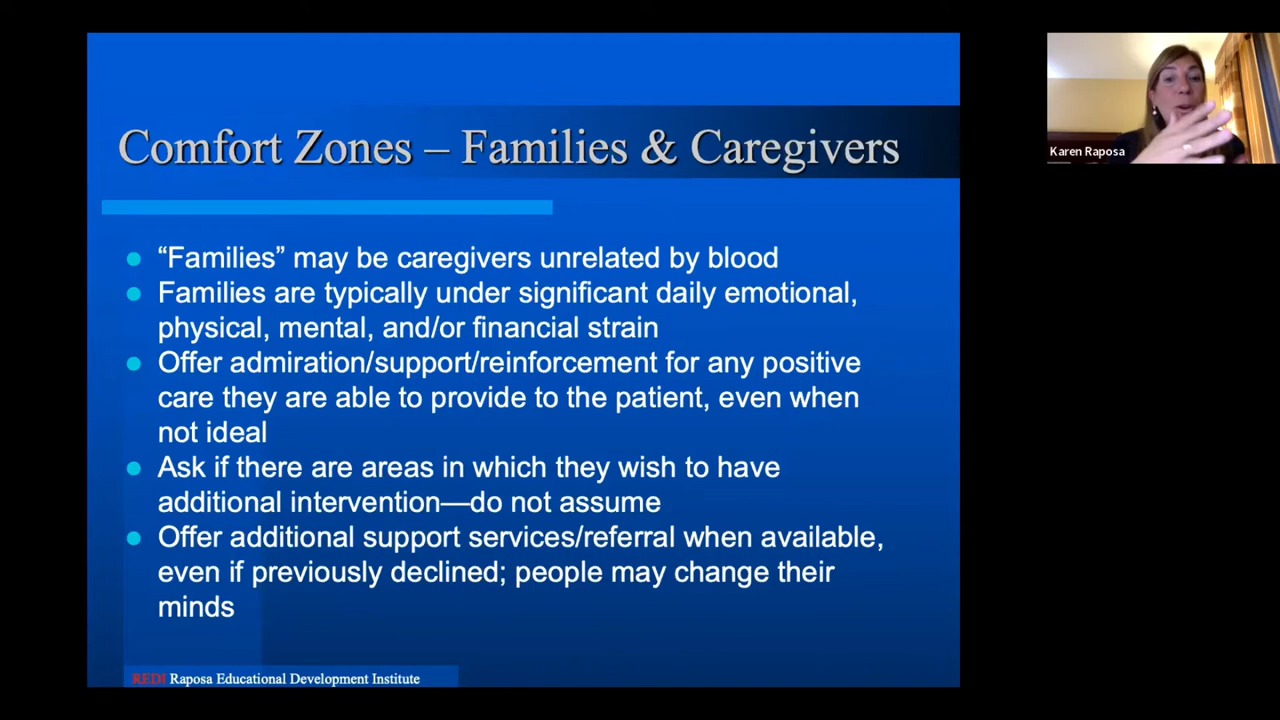 Comfort Zones – Families & Caregivers
“Families” may be caregivers unrelated by blood
Families are typically under significant daily emotional,
physical, mental, and/or financial strain
Offer admiration/support/reinforcement for any positive
care they are able to provide to the patient, even when
not ideal
Ask if there are areas in which they wish to have
additional intervention—do not assume
Offer additional support services/referral when available,
even if previously declined; people may change their
minds
REDI Raposa Educational Development Institute
Karen Raposa